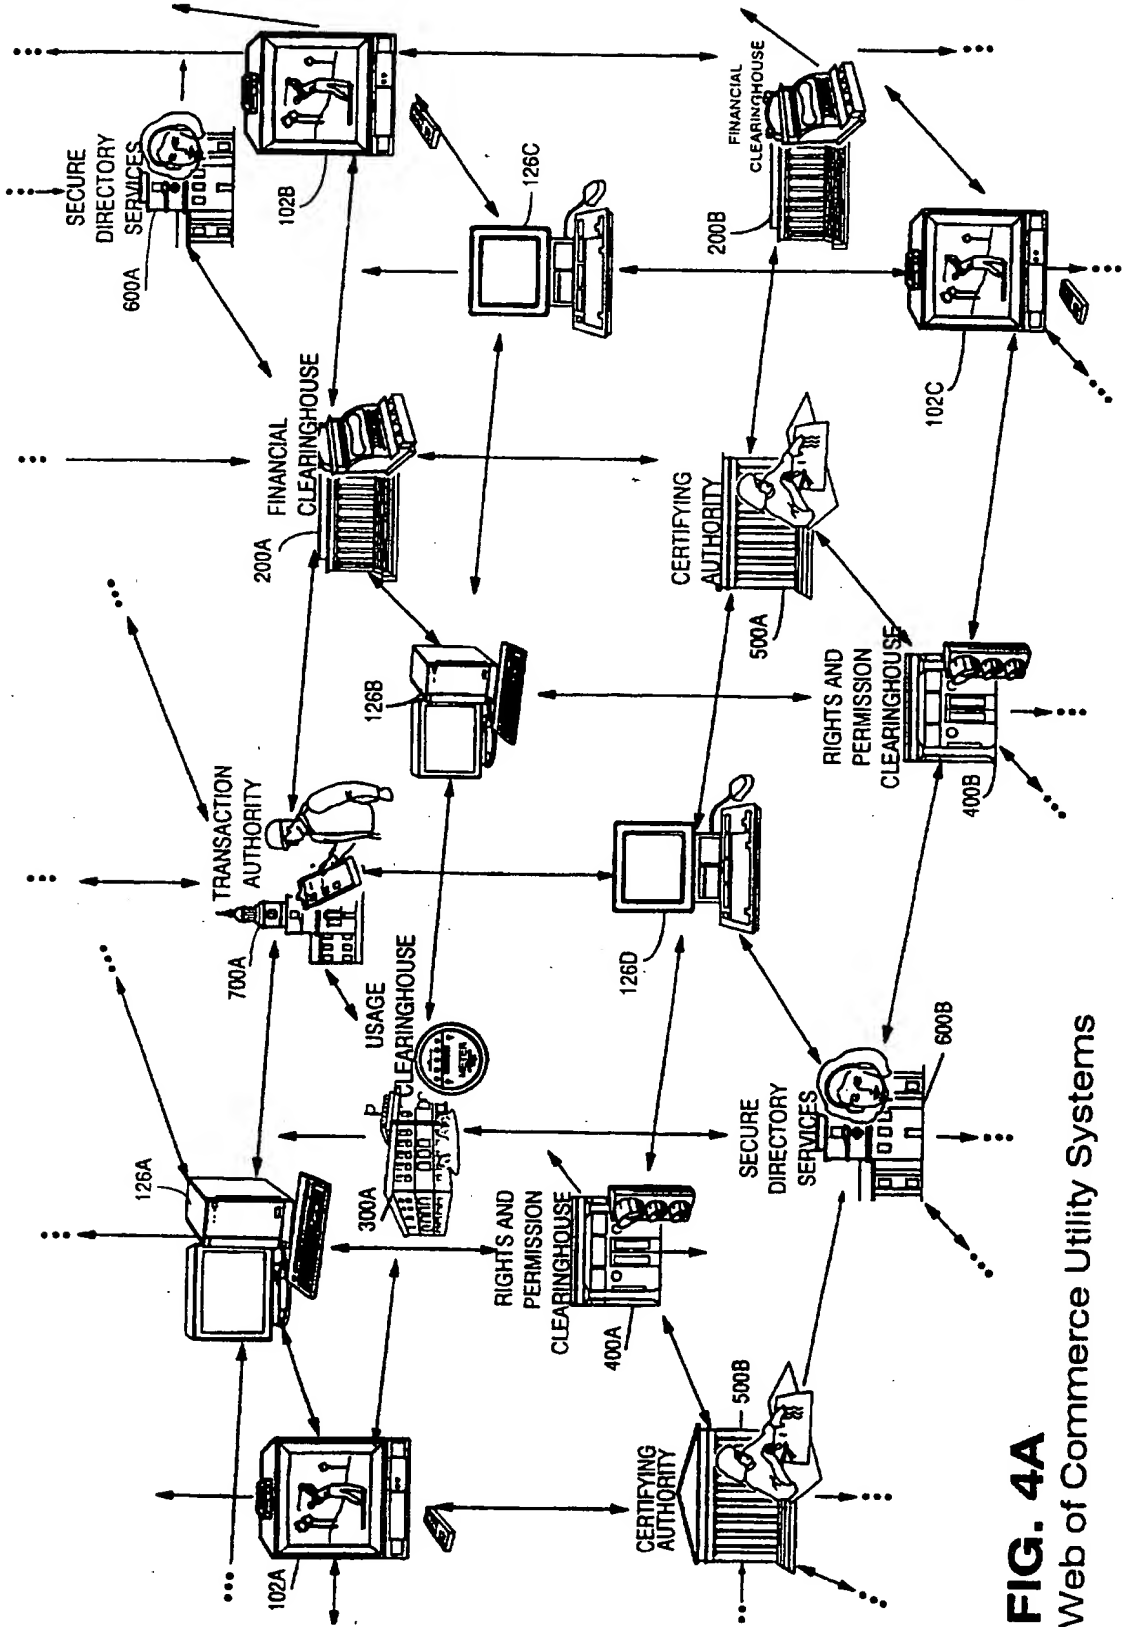 126A
102A
700A
TRANSACTION
AUTHORITY
200A
FINANCIAL
CLEARINGHOUSE
600A
SECURE
DIRECTORY
SERVICES
102B
300A
USAGE
CLEARINGHOUSE
METER
126B
126C
RIGHTS AND
PERMISSION
CLEARINGHOUSE
400A
126D
CERTIFYING
AUTHORITY
500A
200B
FINANCIAL
CLEARINGHOUSE
CERTIFYING
AUTHORITY
500B
SECURE
DIRECTORY
SERVICES
600B
RIGHTS AND
PERMISSION
CLEARINGHOUSE
400B
102C
FIG. 4A
Web of Commerce Utility Systems